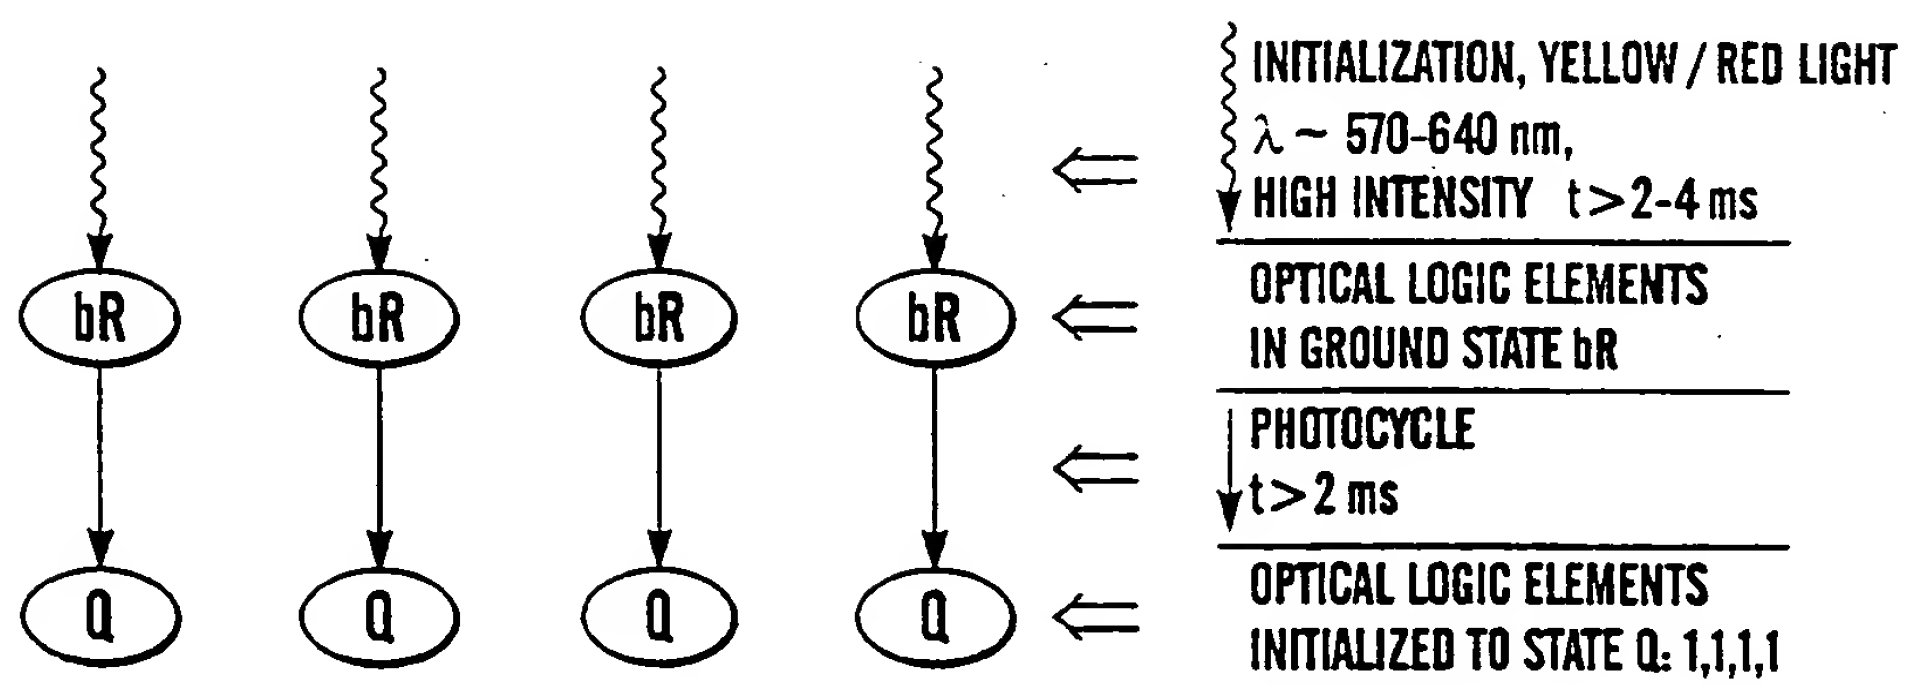 INITIALIZATION, YELLOW / RED LIGHT
λ ~ 570-640 nm,
HIGH INTENSITY t > 2-4 ms
bR bR bR bR
OPTICAL LOGIC ELEMENTS
IN GROUND STATE bR
PHOTOCYCLE
t > 2 ms
Q Q Q Q
OPTICAL LOGIC ELEMENTS
INITIALIZED TO STATE Q: 1,1,1,1